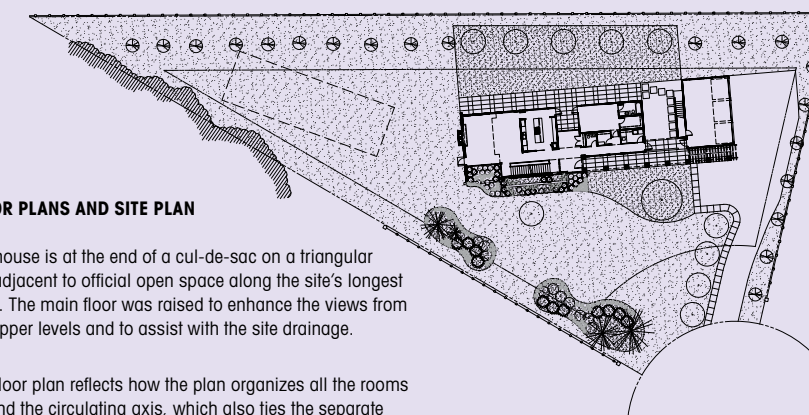 OR PLANS AND SITE PLAN
house is at the end of a cul-de-sac on a triangular
adjacent to official open space along the site's longest
. The main floor was raised to enhance the views from
pper levels and to assist with the site drainage.
loor plan reflects how the plan organizes all the rooms
nd the circulating axis, which also ties the separate